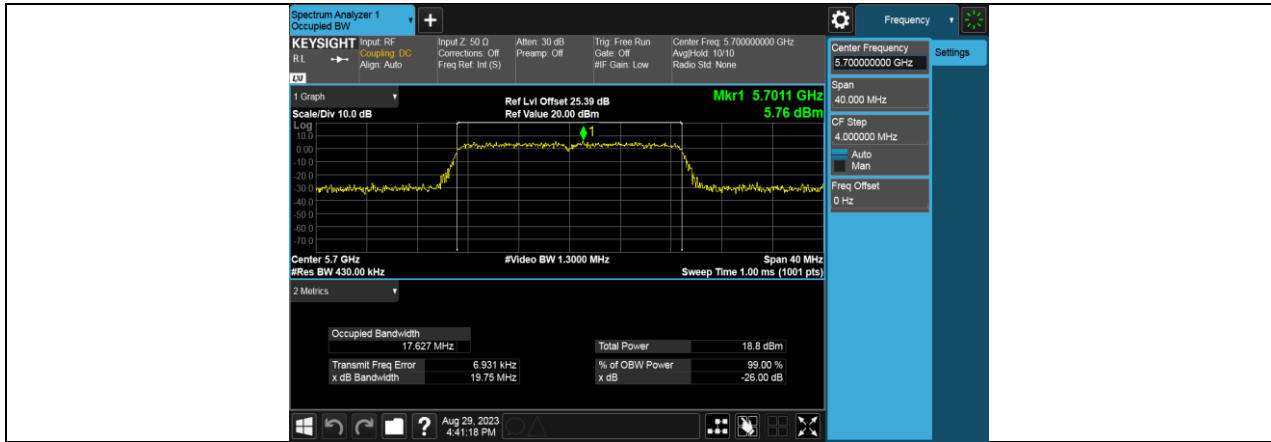 Spectrum Analyzer 1
Occupied BW
Frequency
KEYSIGHT Input: RF Input Z: 50 Ω Atten: 30 dB Trig: Free Run Center Freq: 5.700000000 GHz
RL Coupling: DC Corrections: Off Preamp: Off Gate: Off Avg|Hold: 10/10
Align: Auto Freq Ref: Int (S) #IF Gain: Low Radio Std: None
LXI
Center Frequency
5.700000000 GHz
Settings
Span
40.000 MHz
CF Step
4.000000 MHz
Auto
Man
Freq Offset
0 Hz
1 Graph Ref Lvl Offset 25.39 dB Mkr1 5.7011 GHz
Scale/Div 10.0 dB Ref Value 20.00 dBm 5.76 dBm
Log
10.0
0.00
-10.0
-20.0
-30.0
-40.0
-50.0
-60.0
-70.0
1
Center 5.7 GHz #Video BW 1.3000 MHz Span 40 MHz
#Res BW 430.00 kHz Sweep Time 1.00 ms (1001 pts)
2 Metrics
Occupied Bandwidth
17.627 MHz Total Power 18.8 dBm
Transmit Freq Error 6.931 kHz % of OBW Power 99.00 %
x dB Bandwidth 19.75 MHz x dB -26.00 dB
? Aug 29, 2023
4:41:18 PM